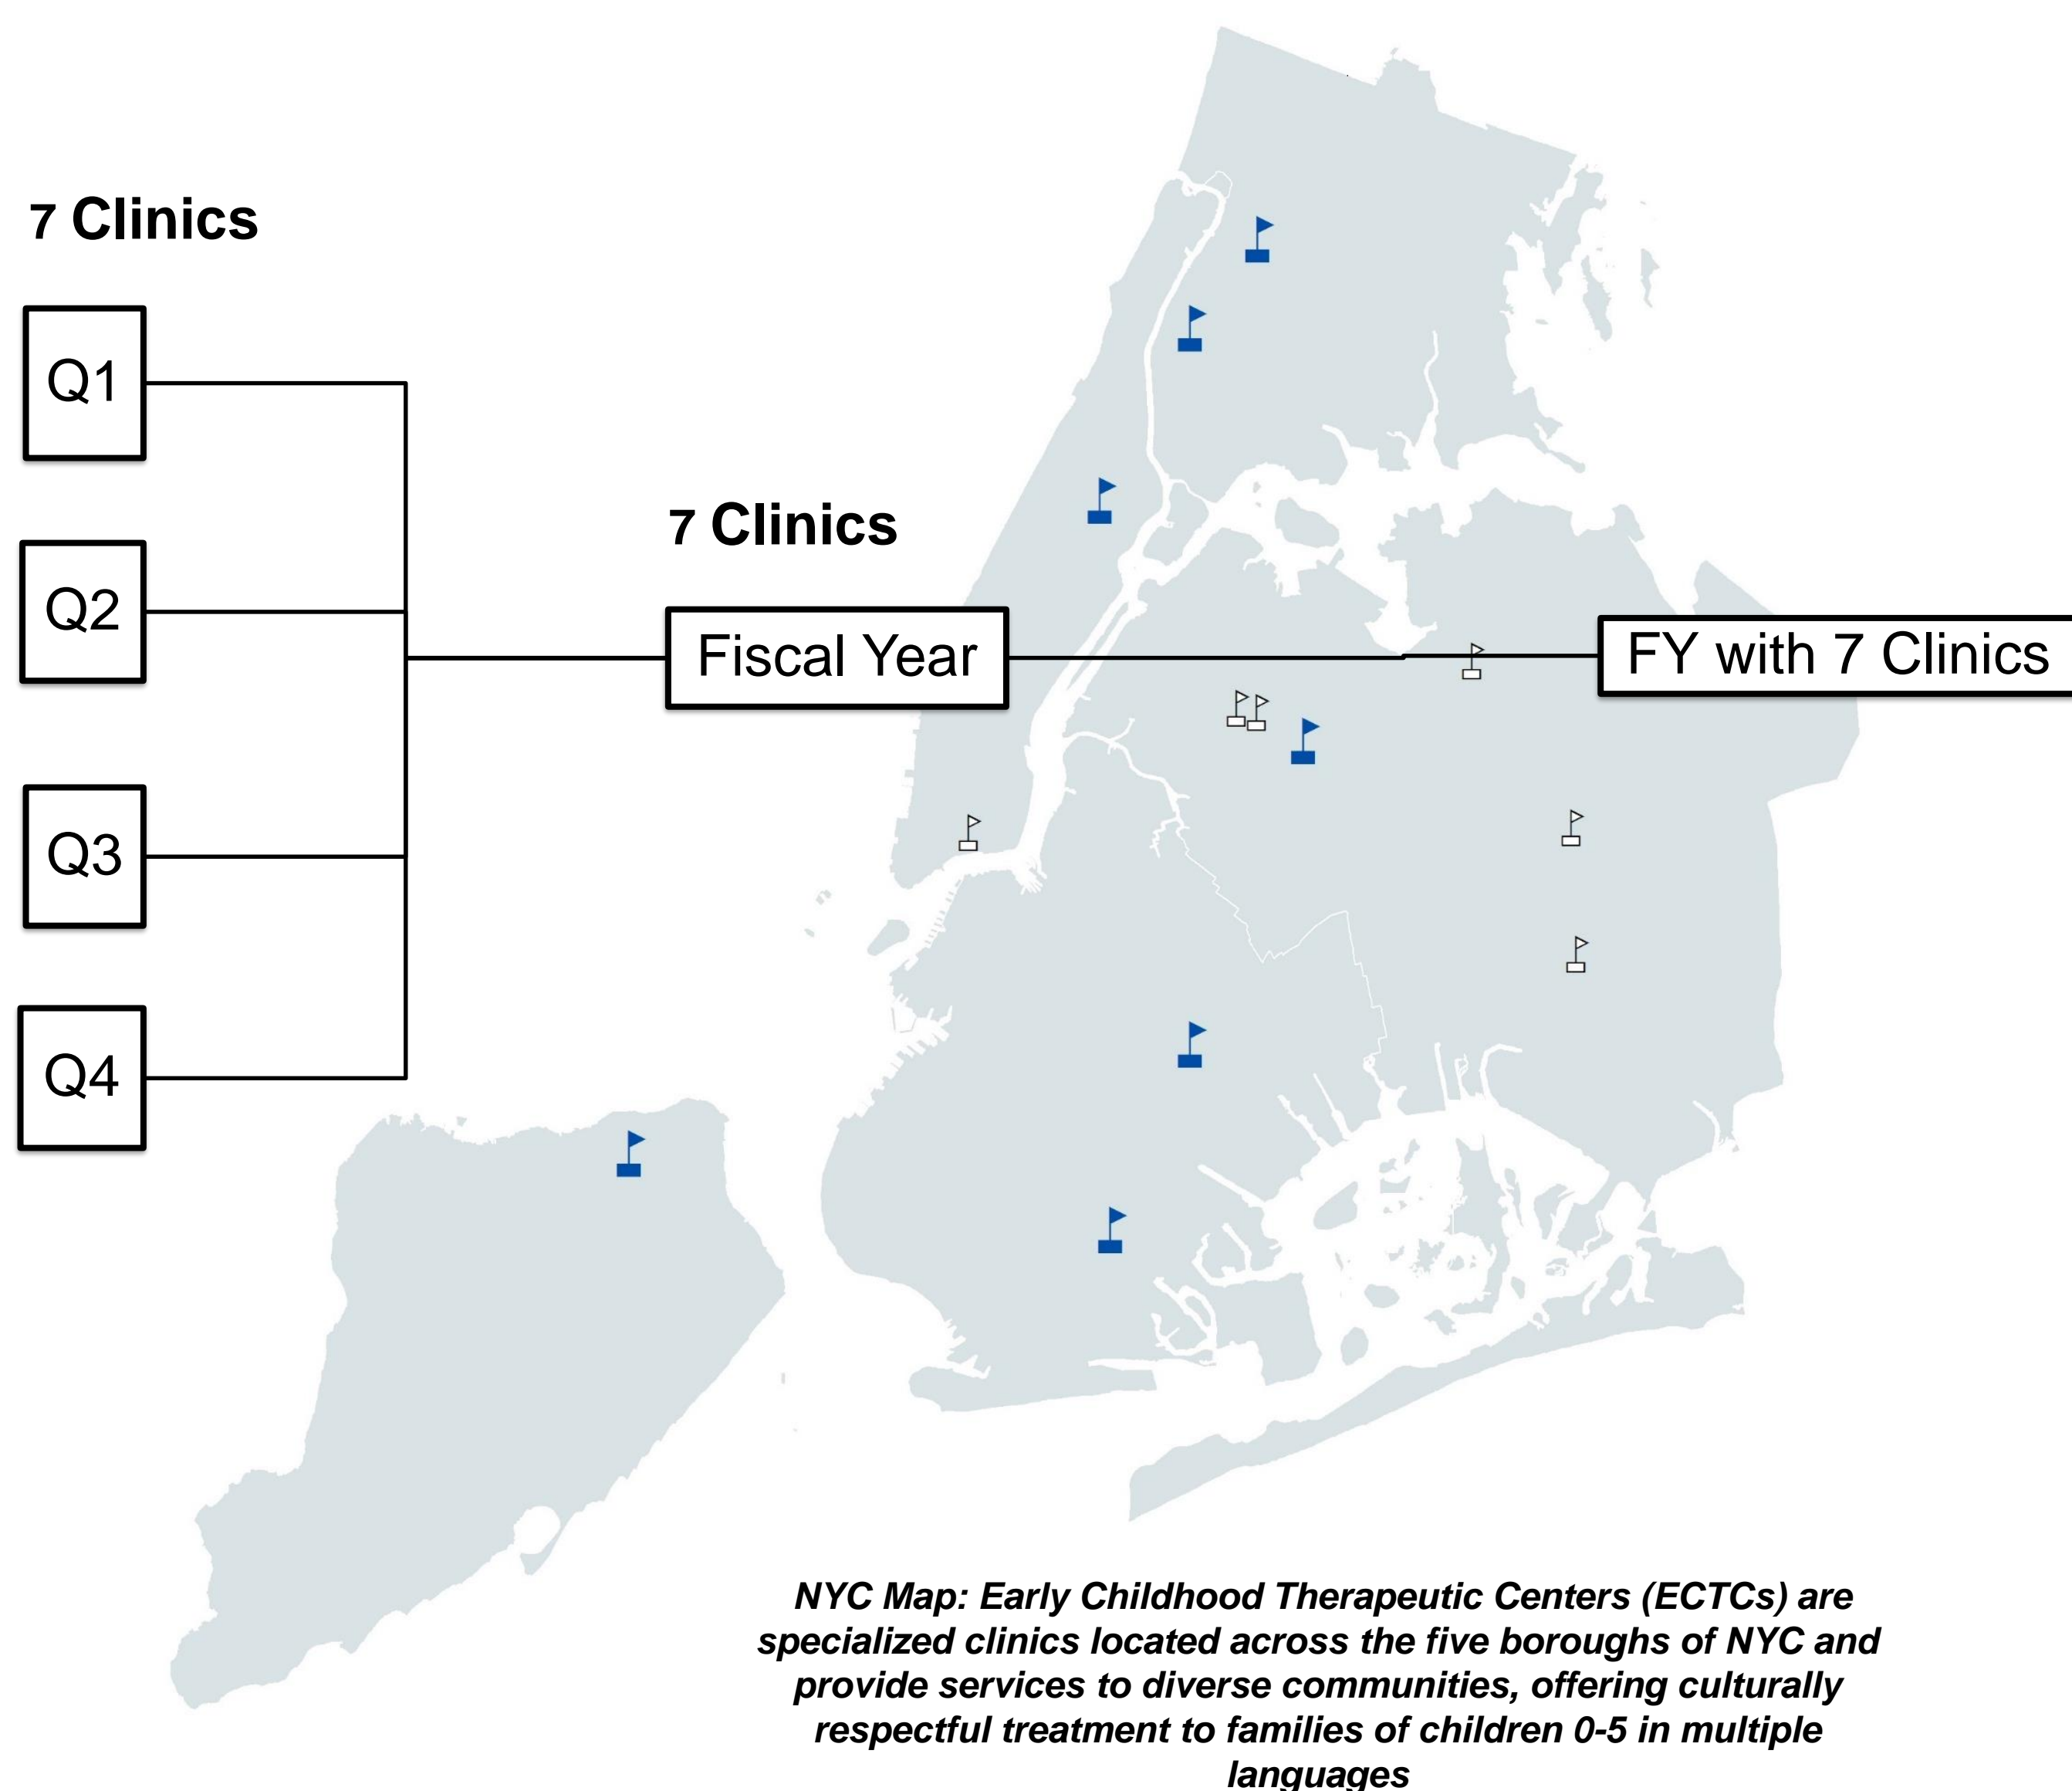 7 Clinics
Q1
Q2
Q3
Q4
7 Clinics
Fiscal Year
FY with 7 Clinics
NYC Map: Early Childhood Therapeutic Centers (ECTCs) are
specialized clinics located across the five boroughs of NYC and
provide services to diverse communities, offering culturally
respectful treatment to families of children 0-5 in multiple
languages